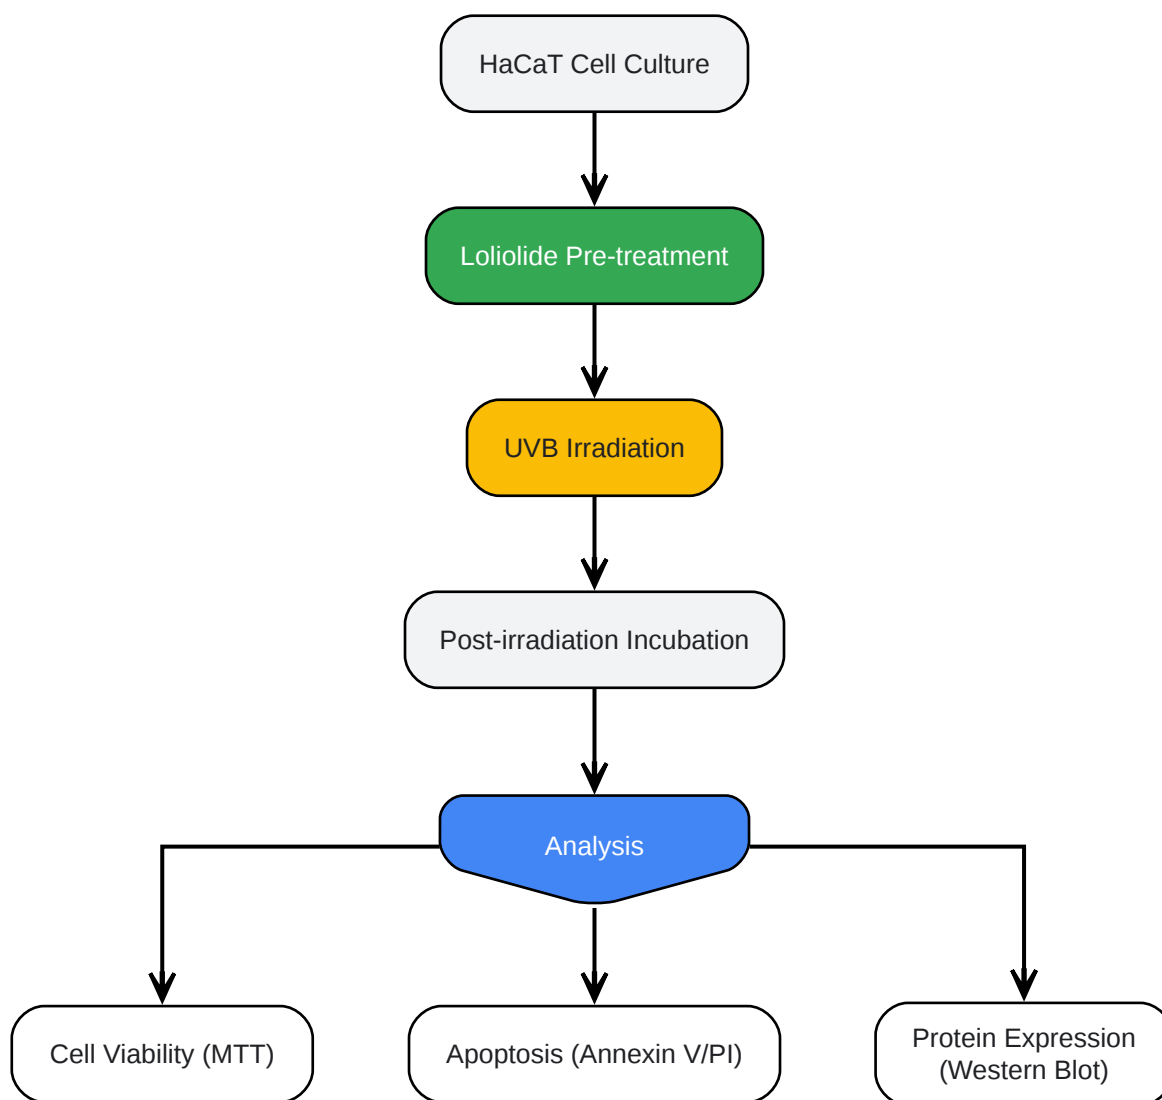 HaCaT Cell Culture
Loliolide Pre-treatment
UVB Irradiation
Post-irradiation Incubation
Analysis
Cell Viability (MTT)
Apoptosis (Annexin V/PI)
Protein Expression
(Western Blot)